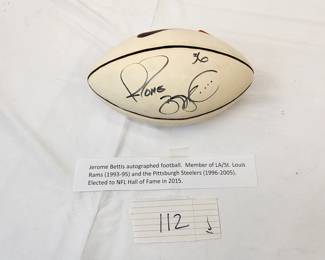 36
Jerome Bettis autographed football. Member of LA/St. Louis
Rams (1993-95) and the Pittsburgh Steelers (1996-2005).
Elected to NFL Hall of Fame in 2015.
112